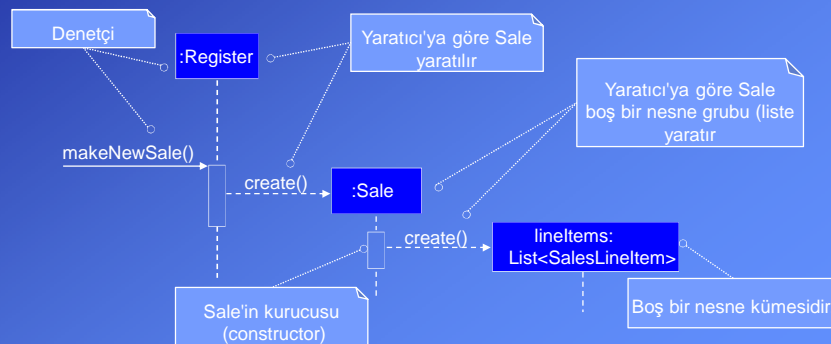 Denetçi
:Register
Yaratıcı'ya göre Sale
yaratılır
Yaratıcı'ya göre Sale
boş bir nesne grubu (liste
yaratır
makeNewSale()
create()
:Sale
create()
lineItems:
List<SalesLineItem>
Sale'in kurucusu
(constructor)
Boş bir nesne kümesidir